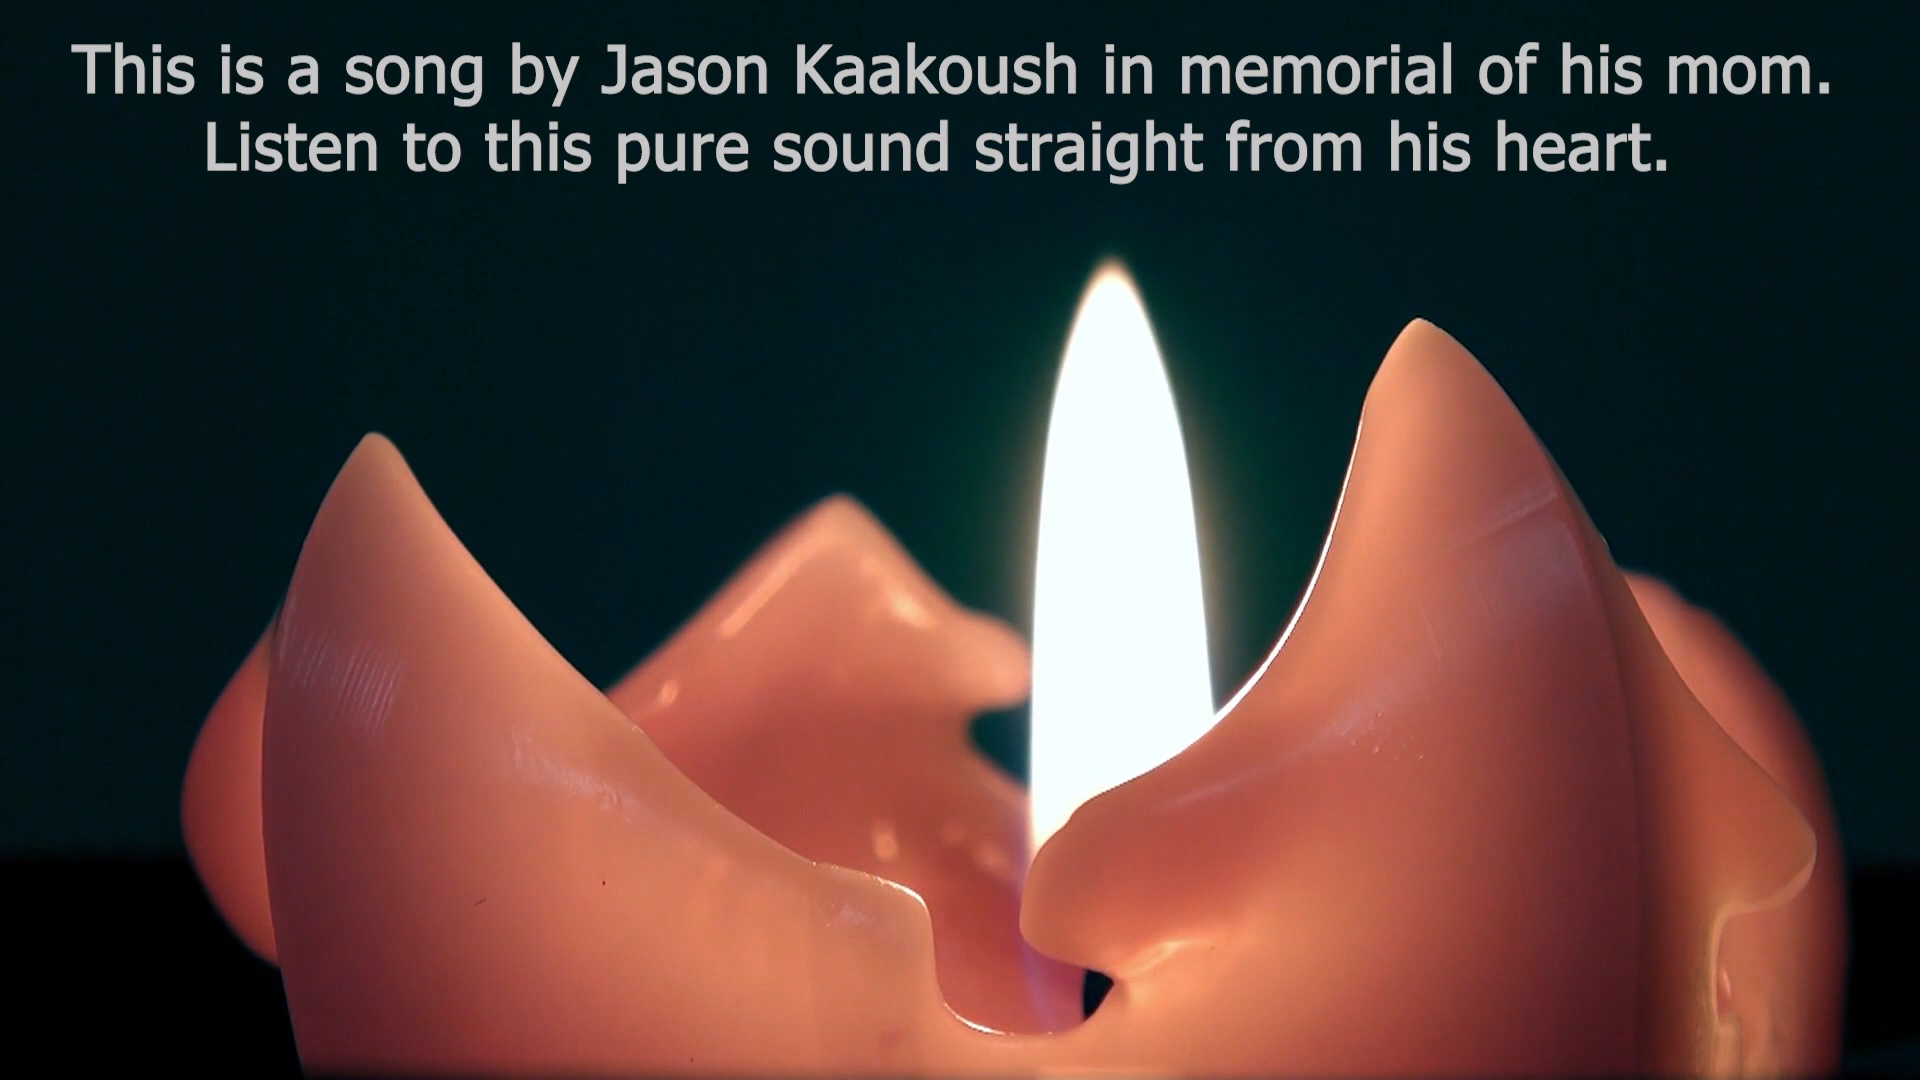 This is a song by Jason Kaakoush in memorial of his mom.
Listen to this pure sound straight from his heart.